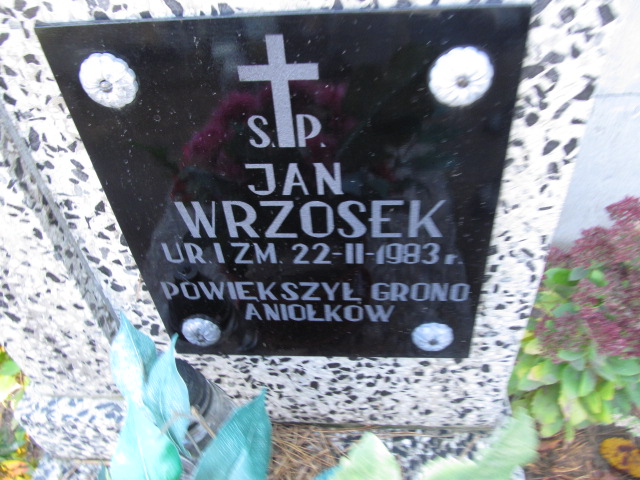 S.P.
JAN
WRZOSEK
UR. I ZM. 22-II-1983 r.
POWIEKSZYŁ GRONO
ANIOŁKÓW